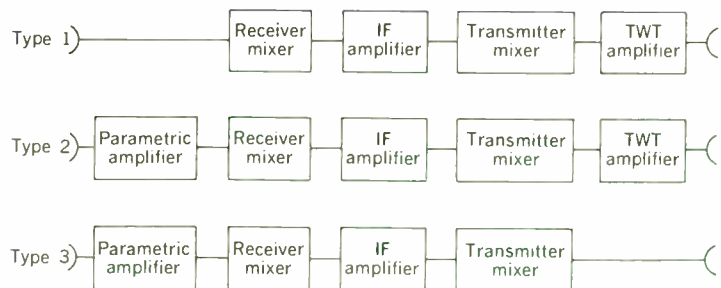 Type 1
Receiver
mixer
IF
amplifier
Transmitter
mixer
TWT
amplifier
Type 2
Parametric
amplifier
Receiver
mixer
IF
amplifier
Transmitter
mixer
TWT
amplifier
Type 3
Parametric
amplifier
Receiver
mixer
IF
amplifier
Transmitter
mixer